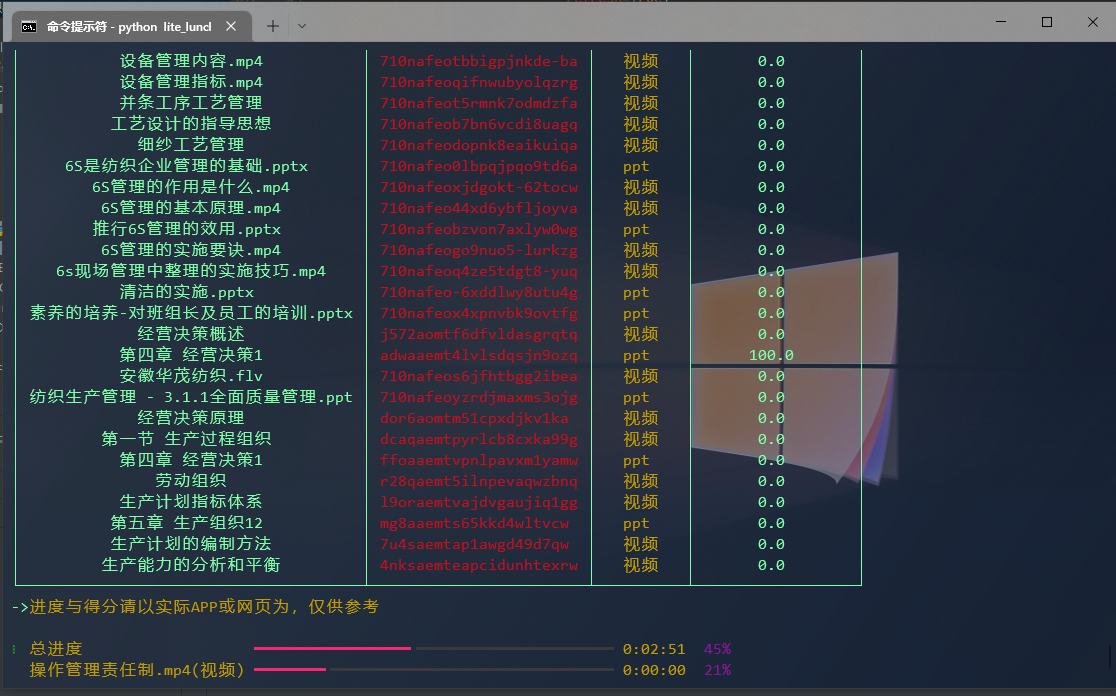 命令提示符 - python lite_luncl
设备管理内容.mp4 710nafeotbbigpjnkde-ba 视频 0.0
设备管理指标.mp4 710nafeoqifnwubyolqzrg 视频 0.0
并条工序工艺管理 710nafeot5rmnk7odmdzfa 视频 0.0
工艺设计的指导思想 710nafeob7bn6vcdi8uagq 视频 0.0
细纱工艺管理 710nafeodopnk8eaikuiqa 视频 0.0
6S是纺织企业管理的基础.pptx 710nafeo0lbpqjpqo9td6a ppt 0.0
6S管理的作用是什么.mp4 710nafeoxjdgokt-62tocw 视频 0.0
6S管理的基本原理.mp4 710nafeo44xd6ybfljoyva 视频 0.0
推行6S管理的效用.pptx 710nafeobzvon7axlyw0wg ppt 0.0
6S管理的实施要诀.mp4 710nafeogo9nuo5-lurkzg 视频 0.0
6s现场管理中整理的实施技巧.mp4 710nafeoq4ze5tdgt8-yuq 视频 0.0
清洁的实施.pptx 710nafeo-6xddlwy8utu4g ppt 0.0
素养的培养-对班组长及员工的培训.pptx 710nafeox4xpnvbk9ovtfg ppt 0.0
经营决策概述 j572aomtf6dfvldasgrqtq 视频 0.0
第四章 经营决策1 adwaaemt4lvlsdqsjn9ozq ppt 100.0
安徽华茂纺织.flv 710nafeos6jfhtbgg2ibea 视频 0.0
纺织生产管理 - 3.1.1全面质量管理.ppt 710nafeoyzrdjmaxms3ojg ppt 0.0
经营决策原理 dor6aomtm51cpxdjkv1ka 视频 0.0
第一节 生产过程组织 dcaqaemtpyrlcb8cxka99g 视频 0.0
第四章 经营决策1 ffoaaemtvpnlpavxm1yamw ppt 0.0
劳动组织 r28qaemt5ilnpevaqwzbnq 视频 0.0
生产计划指标体系 l9oraemtvajdvgaujiq1gg 视频 0.0
第五章 生产组织12 mg8aaemts65kkd4wltvcw ppt 0.0
生产计划的编制方法 7u4saemtap1awgd49d7qw 视频 0.0
生产能力的分析和平衡 4nksaemteapcidunhtexrw 视频 0.0
->进度与得分请以实际APP或网页为, 仅供参考
总进度 0:02:51 45%
操作管理责任制.mp4(视频) 0:00:00 21%